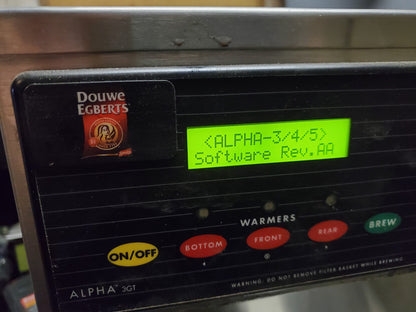 Douwe
EGBERTS
<ALPHA-3/4/5>
Software Rev.AA
WARMERS
ON/OFF
BOTTOM
FRONT
REAR
BREW
WARNING: DO NOT REMOVE FILTER BASKET WHILE BREWING
ALPHA™ 3GT